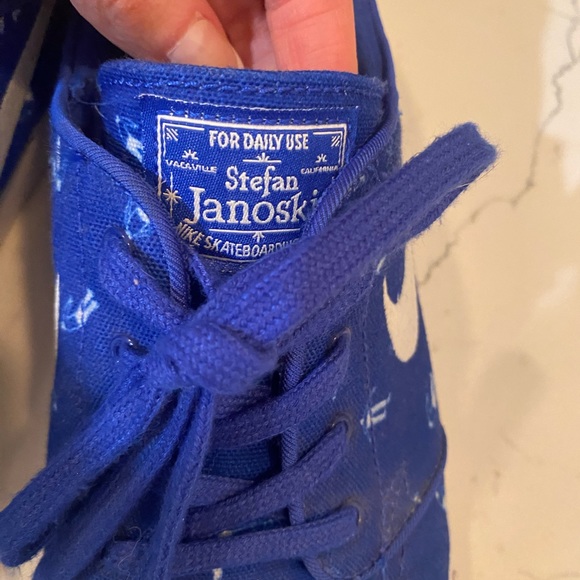 FOR DAILY USE
VACAVILLE CALIFORNIA
Stefan
Janoski
NIKE SKATEBOARDING